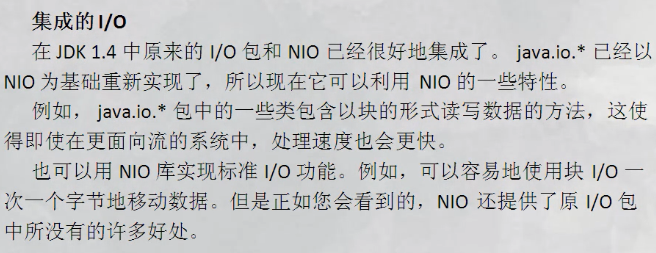 集成的 I/O
在 JDK 1.4 中原来的 I/O 包和 NIO 已经很好地集成了。 java.io.* 已经以
NIO 为基础重新实现了，所以现在它可以利用 NIO 的一些特性。
例如， java.io.* 包中的一些类包含以块的形式读写数据的方法，这使
得即使在更面向流的系统中，处理速度也会更快。
也可以用 NIO 库实现标准 I/O 功能。例如，可以容易地使用块 I/O 一
次一个字节地移动数据。但是正如您会看到的，NIO 还提供了原 I/O 包
中所没有的许多好处。